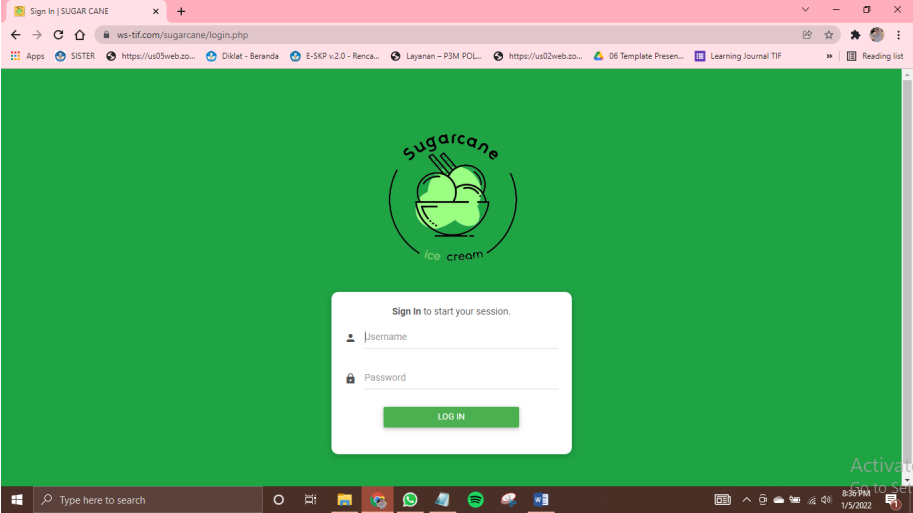 Sign In | SUGAR CANE
ws-tif.com/sugarcane/login.php
Apps SISTER https://us05web.zo... Diklat - Beranda E-SKP v.2.0 - Renca... Layanan – P3M POL... https://us02web.zo... 06 Template Presen... Learning Journal TIF » Reading list
Sugarcane
ice cream
Sign In to start your session.
Username
Password
LOG IN
Activat
Go to Set
Type here to search
8:36 PM
1/5/2022
1